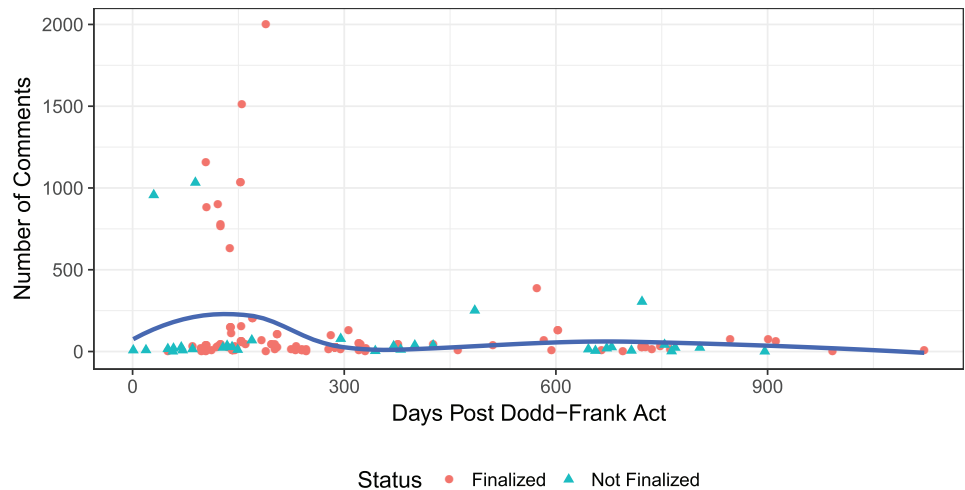 2000
1500
1000
500
0
Number of Comments
0 300 600 900
Days Post Dodd−Frank Act
Status Finalized Not Finalized